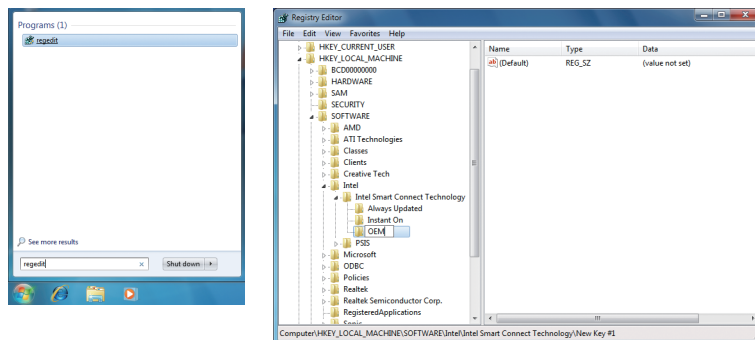 Programs (1)
regedit
See more results
regedit
Shut down
Registry Editor
File Edit View Favorites Help
HKEY_CURRENT_USER
HKEY_LOCAL_MACHINE
BCD00000000
HARDWARE
SAM
SECURITY
SOFTWARE
AMD
ATI Technologies
Classes
Clients
Creative Tech
Intel
Intel Smart Connect Technology
Always Updated
Instant On
OEM
PSIS
Microsoft
ODBC
Policies
Realtek
Realtek Semiconductor Corp.
RegisteredApplications
Sonic
Name Type Data
ab (Default) REG_SZ (value not set)
Computer\HKEY_LOCAL_MACHINE\SOFTWARE\Intel\Intel Smart Connect Technology\New Key #1